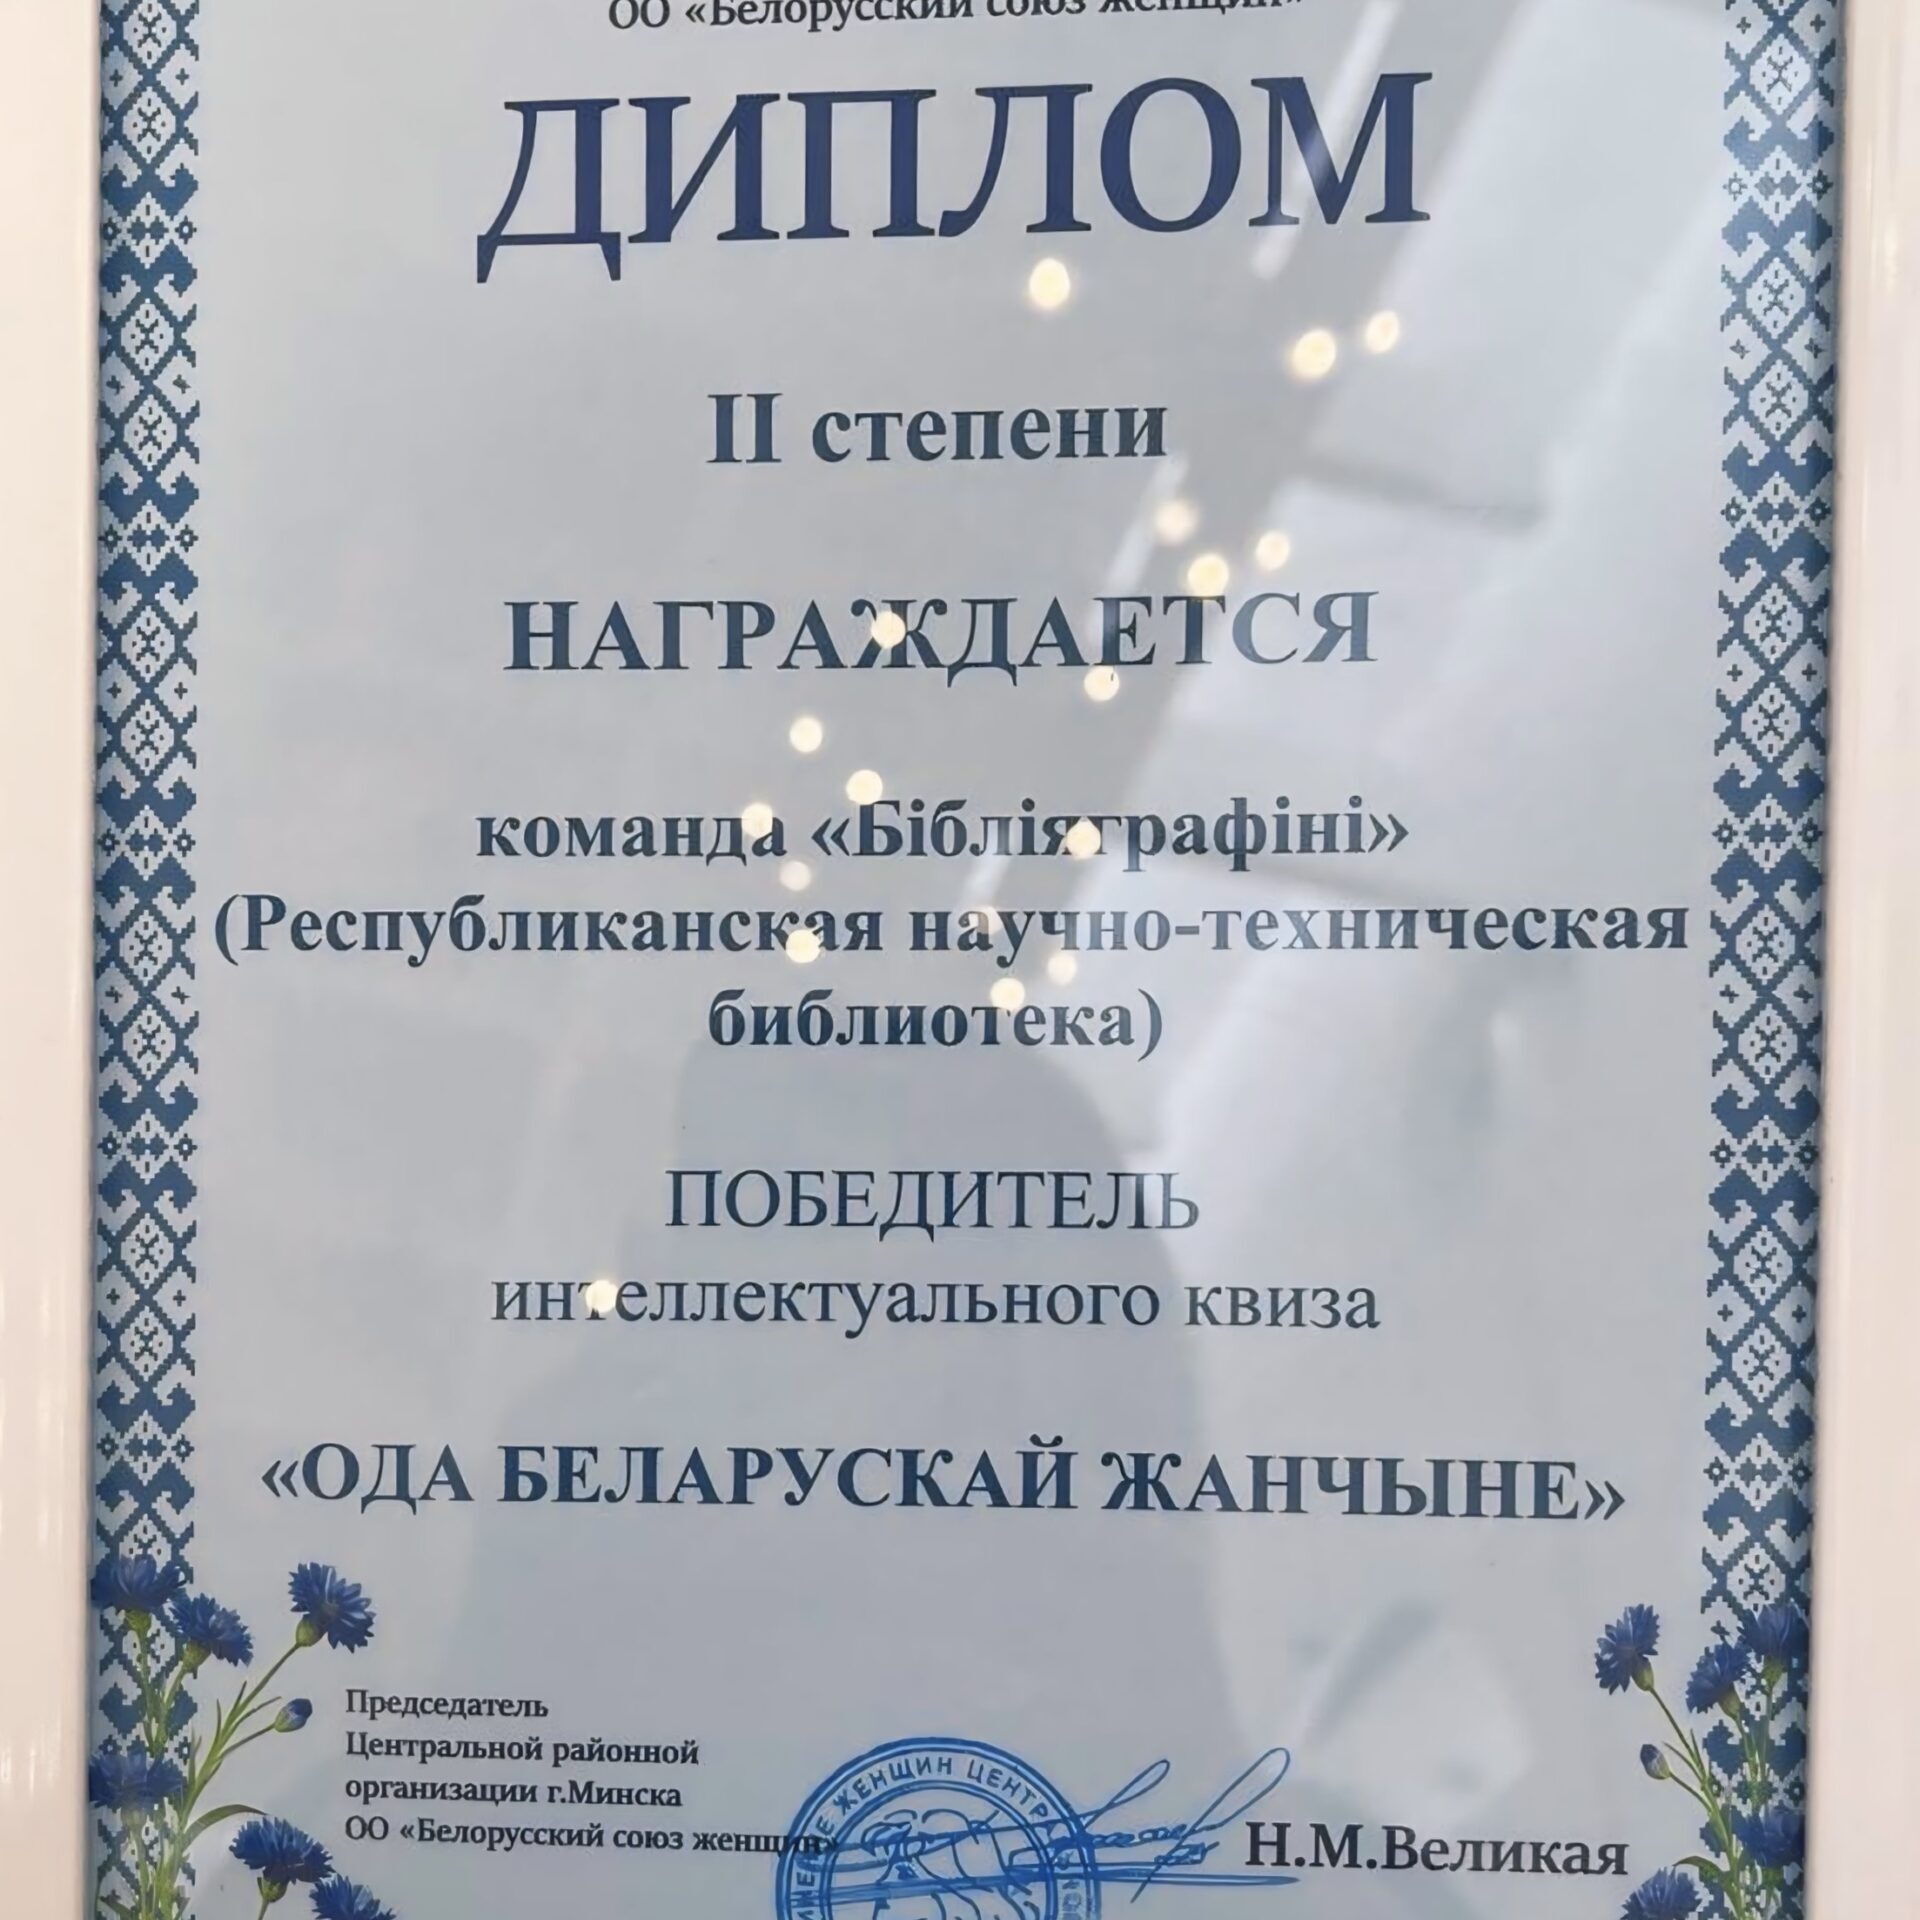 ОО «Белорусский союз женщин»
ДИПЛОМ
II степени
НАГРАЖДАЕТСЯ
команда «Бібліяграфіні»
(Республиканская научно-техническая
библиотека)
ПОБЕДИТЕЛЬ
интеллектуального квиза
«ОДА БЕЛАРУСКАЙ ЖАНЧЫНЕ»
Председатель
Центральной районной
организации г.Минска
ОО «Белорусский союз женщин»
ЖЕНЩИН
Н.М.Великая